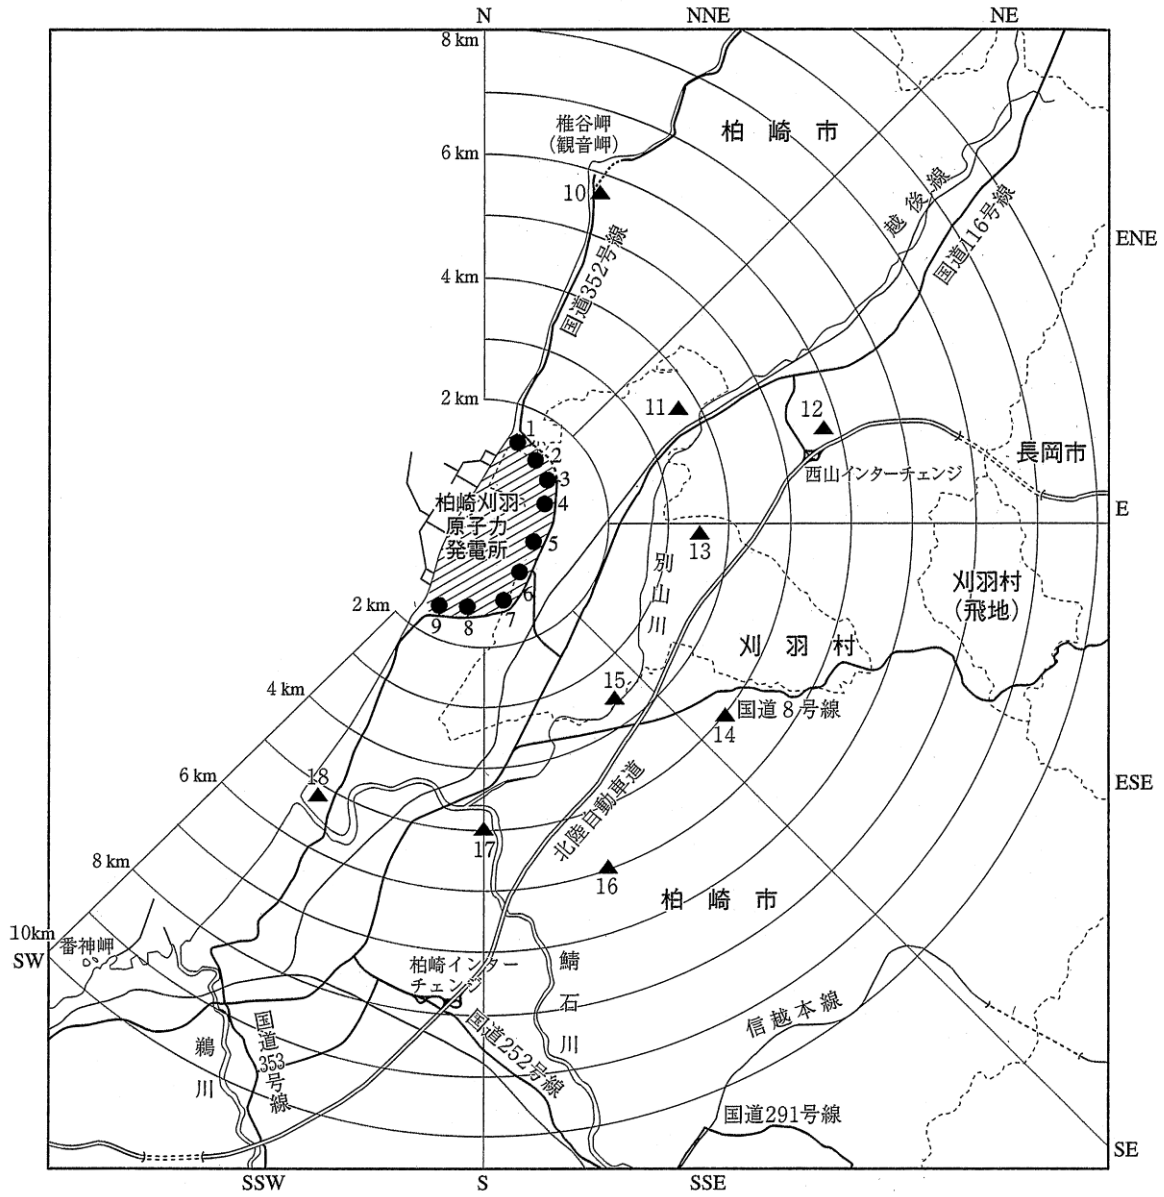 N
NNE
NE
8 km
椎谷岬
(観音岬)
柏崎市
6 km
10
越後線
国道116号線
ENE
国道352号線
4 km
2 km
11
12
1
2
3
4
5
6
7
8
9
長岡市
西山インターチェンジ
柏崎刈羽
原子力
発電所
E
13
別山川
刈羽村
(飛地)
2 km
刈羽村
15
4 km
国道8号線
14
6 km
18
ESE
北陸自動車道
17
16
8 km
柏崎市
10km
番神岬
SW
柏崎インター
チェンジ
鯖石川
信越本線
国道252号線
国道353号線
鵜川
国道291号線
SE
SSW
S
SSE